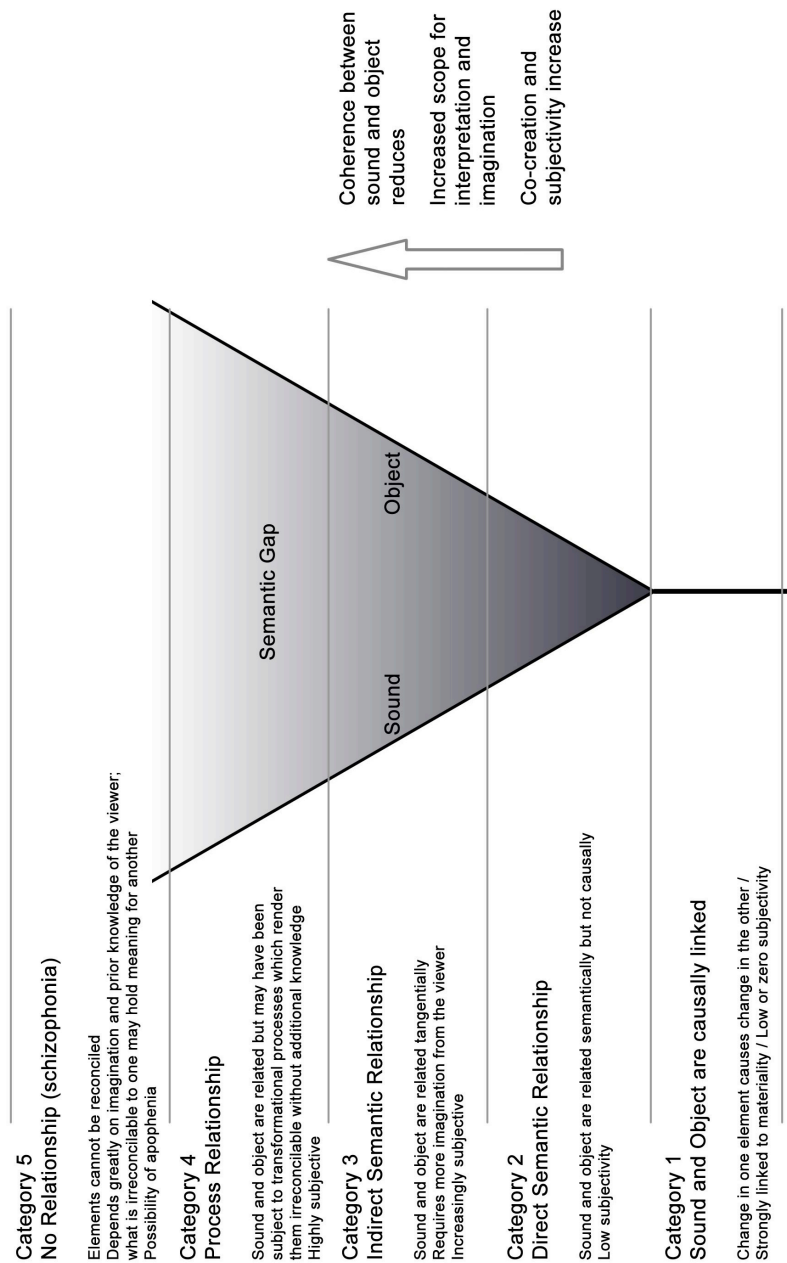 Category 5
No Relationship (schizophonia)
Elements cannot be reconciled
Depends greatly on imagination and prior knowledge of the viewer;
what is irreconcilable to one may hold meaning for another
Possibility of apophenia
Category 4
Process Relationship
Sound and object are related but may have been
subject to transformational processes which render
them irreconcilable without additional knowledge
Highly subjective
Category 3
Indirect Semantic Relationship
Sound and object are related tangentially
Requires more imagination from the viewer
Increasingly subjective
Category 2
Direct Semantic Relationship
Sound and object are related semantically but not causally
Low subjectivity
Category 1
Sound and Object are causally linked
Change in one element causes change in the other /
Strongly linked to materiality / Low or zero subjectivity
Semantic Gap
Sound
Object
Coherence between
sound and object
reduces
Increased scope for
interpretation and
imagination
Co-creation and
subjectivity increase